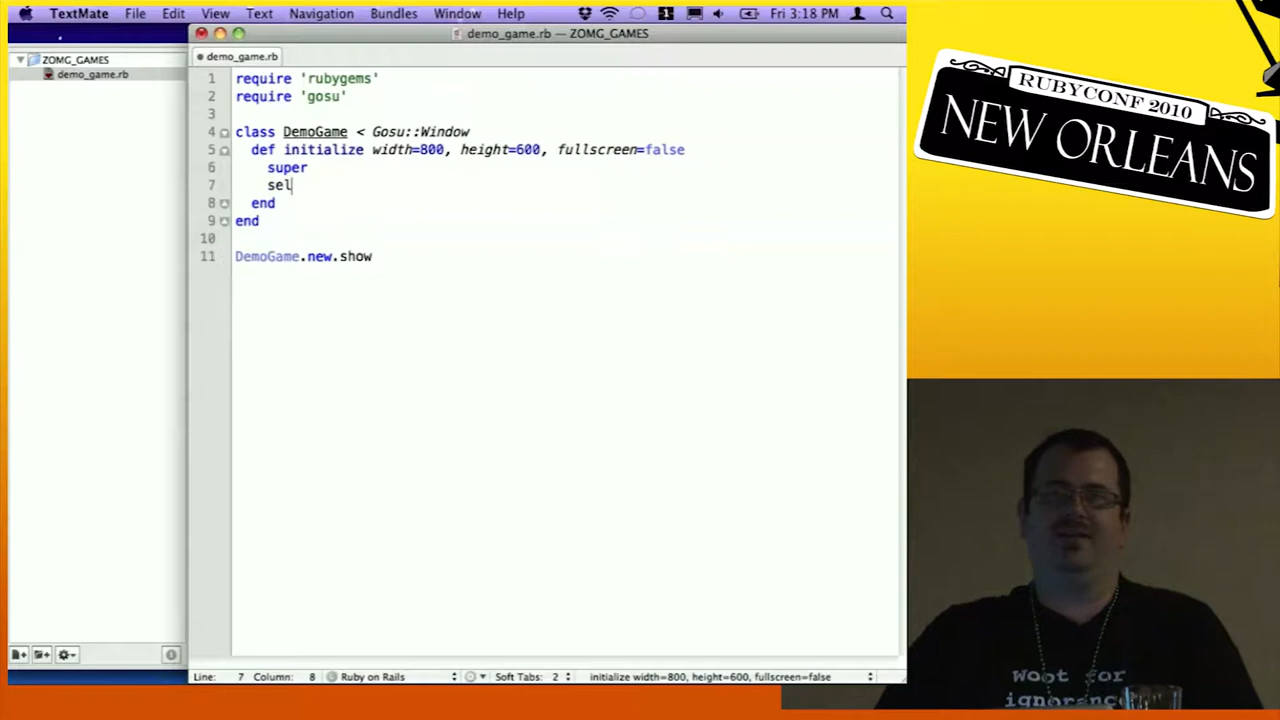 TextMate File Edit View Text Navigation Bundles Window Help Fri 3:18 PM
demo_game.rb — ZOMG_GAMES
demo_game.rb
ZOMG_GAMES
demo_game.rb
1 require 'rubygems'
2 require 'gosu'
3
4 class DemoGame < Gosu::Window
5 def initialize width=800, height=600, fullscreen=false
6 super
7 sel
8 end
9 end
10
11 DemoGame.new.show
Line: 7 Column: 8 Ruby on Rails Soft Tabs: 2 initialize width=800, height=600, fullscreen=false
RUBYCONF 2010
NEW ORLEANS
Woot for
ignorance